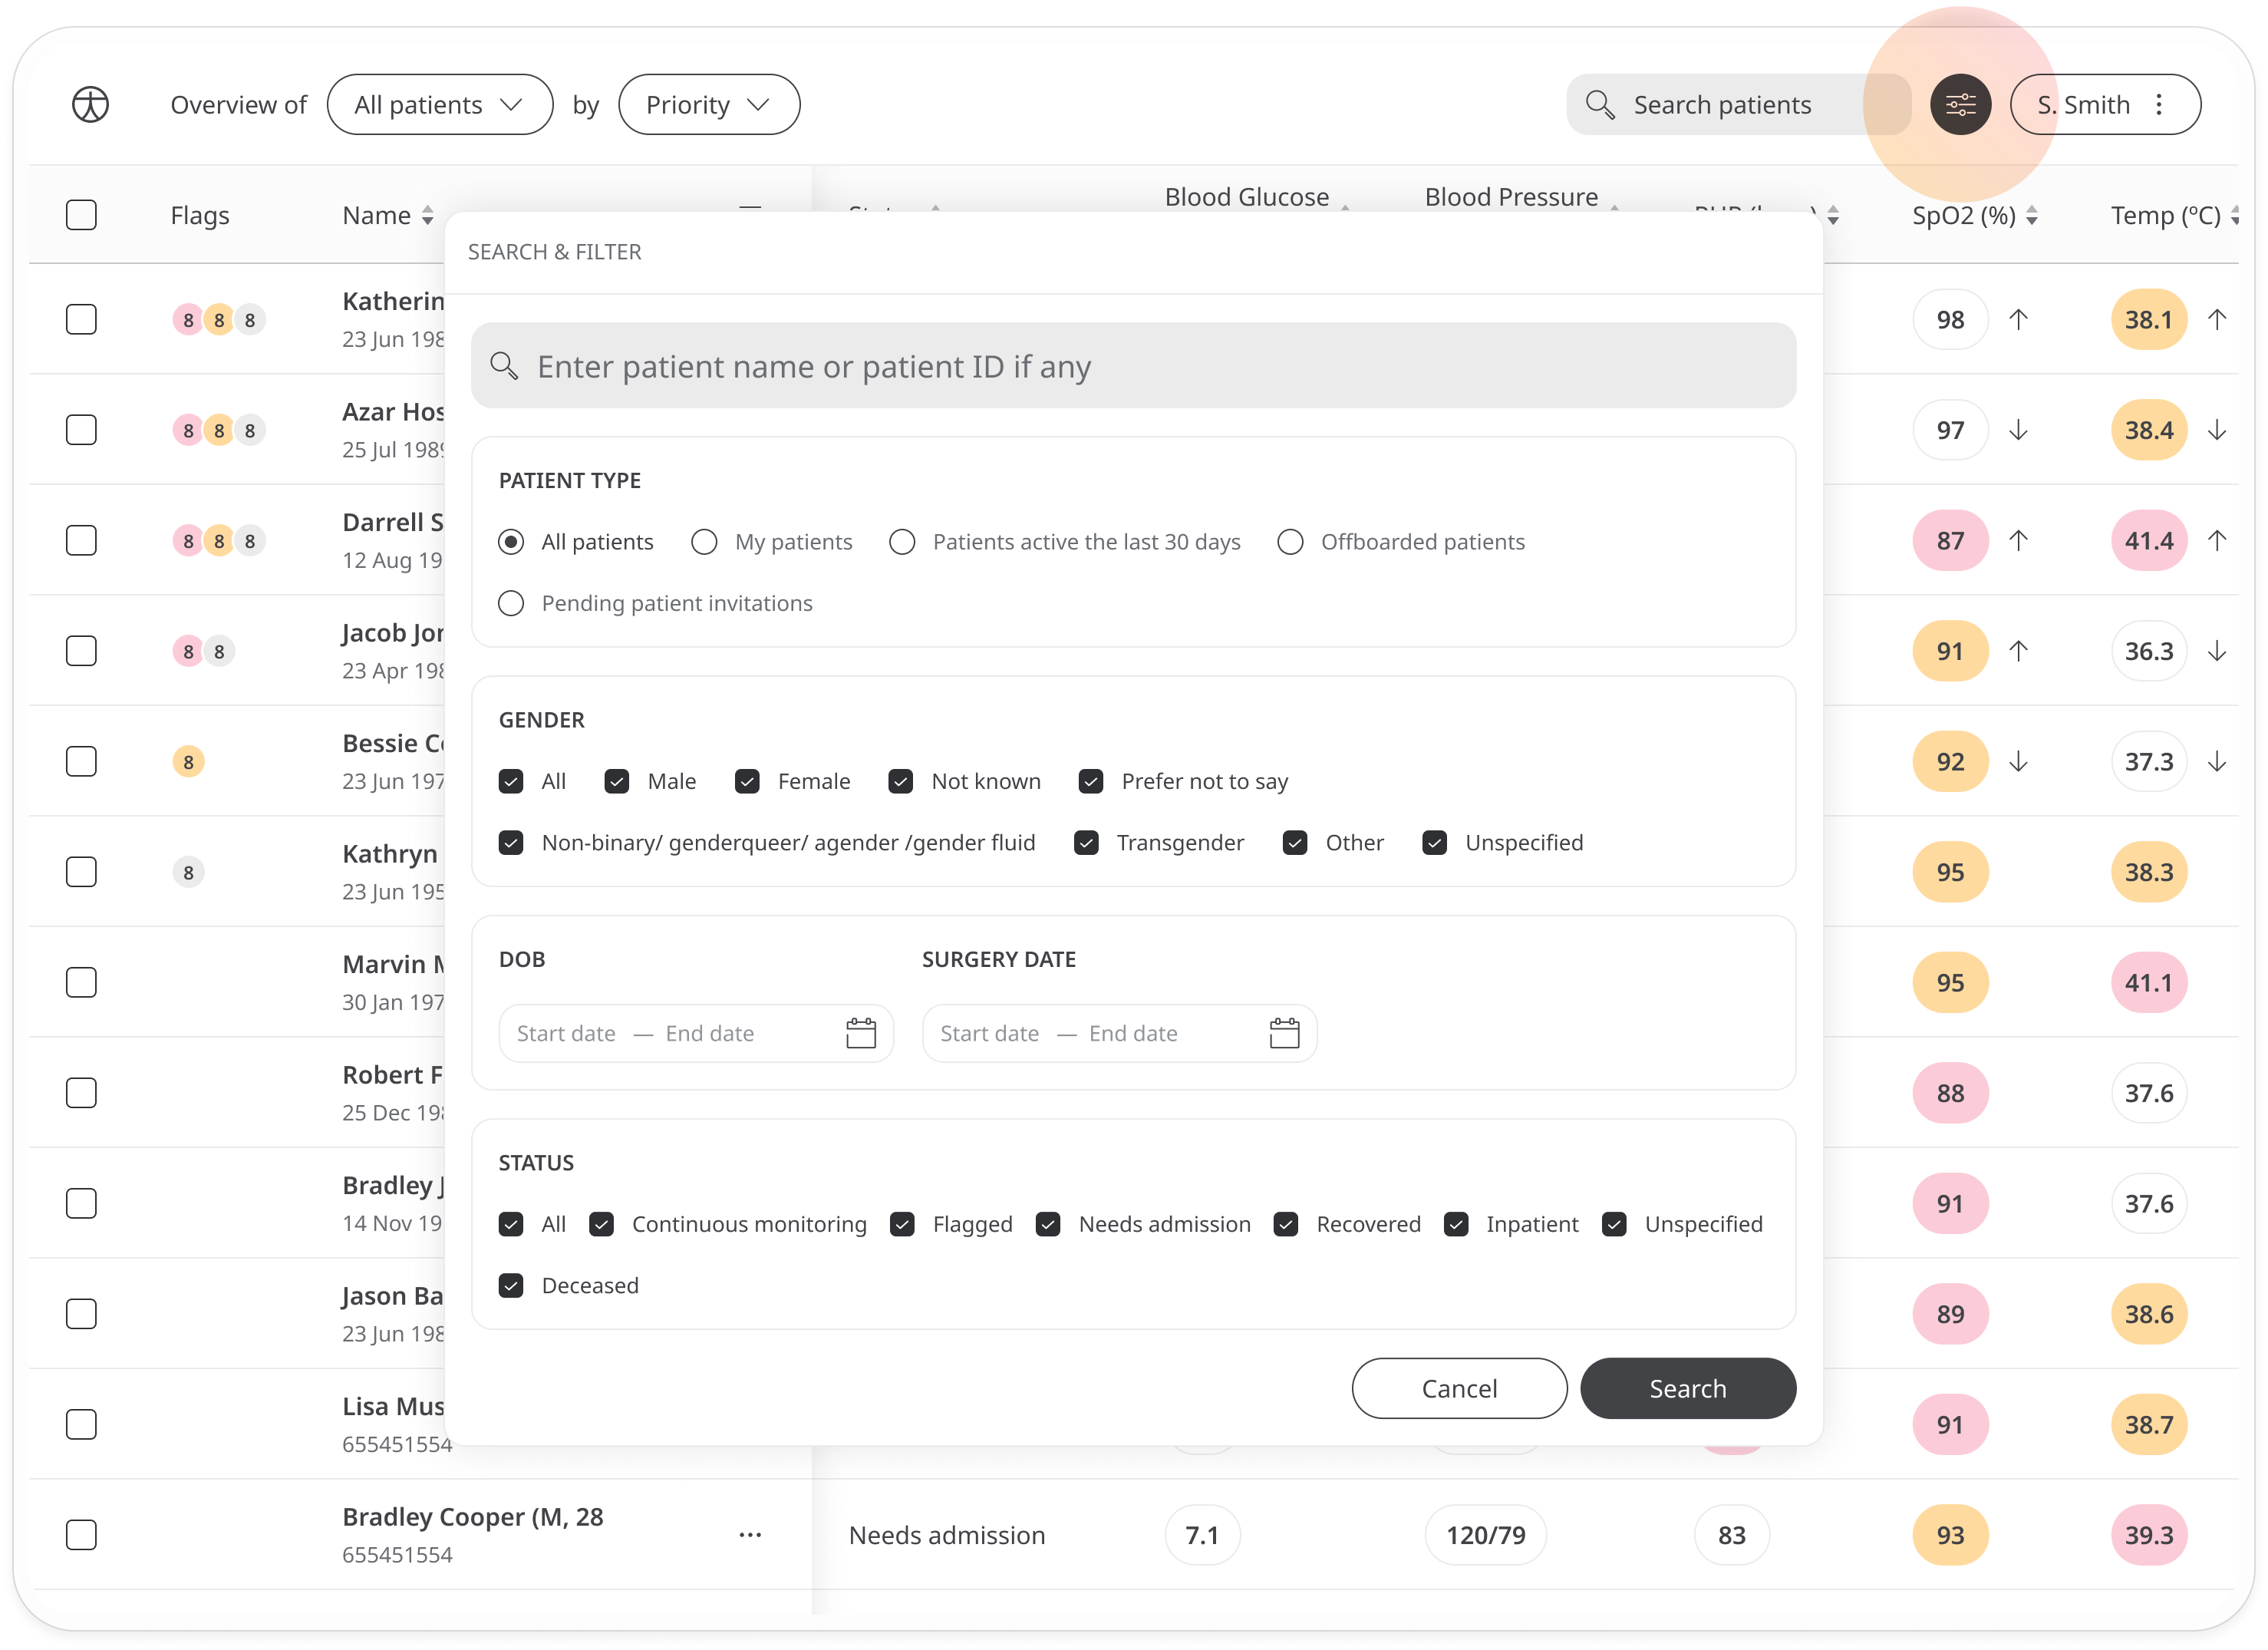 Overview of All patients by Priority Search patients S. Smith
Flags Name Blood Glucose Blood Pressure SpO2 (%) Temp (ºC)
SEARCH & FILTER
Enter patient name or patient ID if any
PATIENT TYPE
All patients My patients Patients active the last 30 days Offboarded patients
Pending patient invitations
GENDER
All Male Female Not known Prefer not to say
Non-binary/ genderqueer/ agender /gender fluid Transgender Other Unspecified
DOB SURGERY DATE
Start date — End date Start date — End date
STATUS
All Continuous monitoring Flagged Needs admission Recovered Inpatient Unspecified
Deceased
Cancel Search
8 8 8 Katherin 98 38.1
23 Jun 198
8 8 8 Azar Hos 97 38.4
25 Jul 1989
8 8 8 Darrell S 87 41.4
12 Aug 19
8 8 Jacob Jor 91 36.3
23 Apr 198
8 Bessie Co 92 37.3
23 Jun 197
8 Kathryn 95 38.3
23 Jun 195
Marvin M 95 41.1
30 Jan 197
Robert F 88 37.6
25 Dec 198
Bradley J 91 37.6
14 Nov 19
Jason Ba 89 38.6
23 Jun 198
Lisa Mus 91 38.7
655451554
Bradley Cooper (M, 28 Needs admission 7.1 120/79 83 93 39.3
655451554